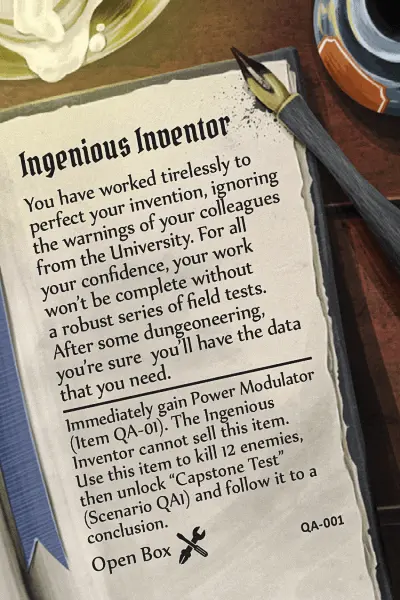 Ingenious Inventor
You have worked tirelessly to
perfect your invention, ignoring
the warnings of your colleagues
from the University. For all
your confidence, your work
won't be complete without
a robust series of field tests.
After some dungeoneering,
you're sure you'll have the data
that you need.
Immediately gain Power Modulator
(Item QA-01). The Ingenious
Inventor cannot sell this item.
Use this item to kill 12 enemies,
then unlock "Capstone Test"
(Scenario QA1) and follow it to a
conclusion.
Open Box
QA-001